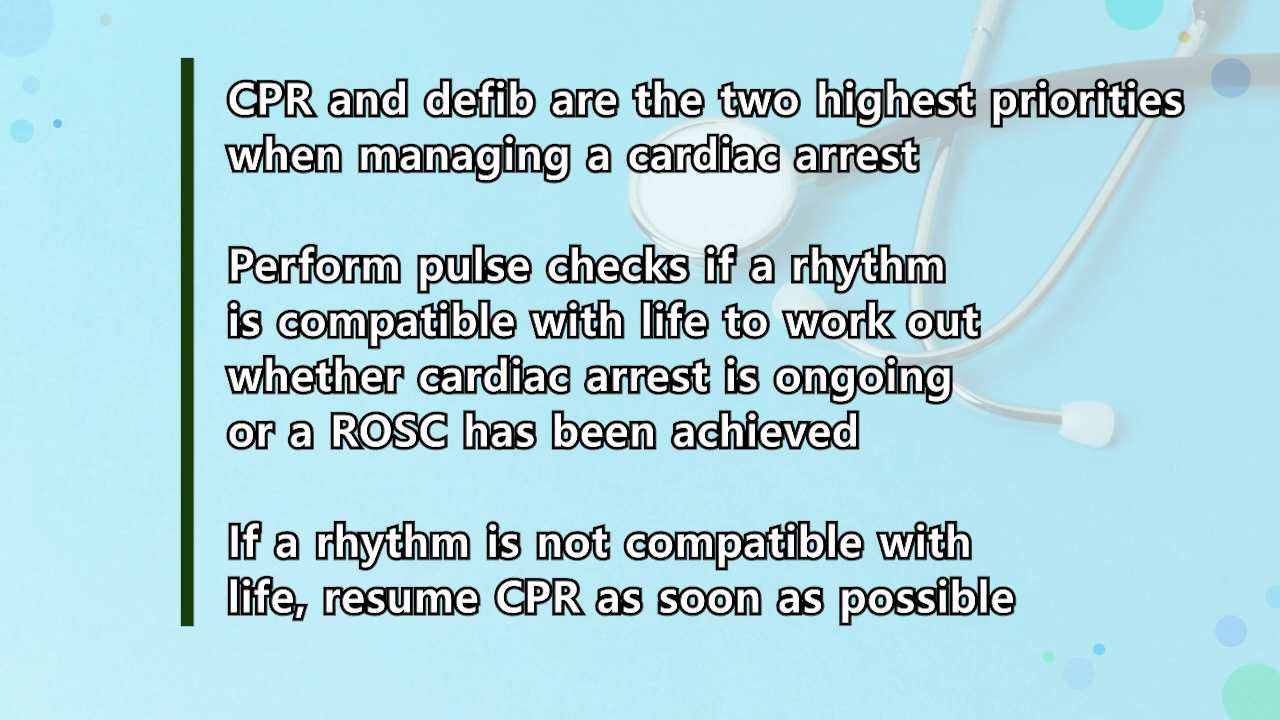 CPR and defib are the two highest priorities
when managing a cardiac arrest
Perform pulse checks if a rhythm
is compatible with life to work out
whether cardiac arrest is ongoing
or a ROSC has been achieved
If a rhythm is not compatible with
life, resume CPR as soon as possible